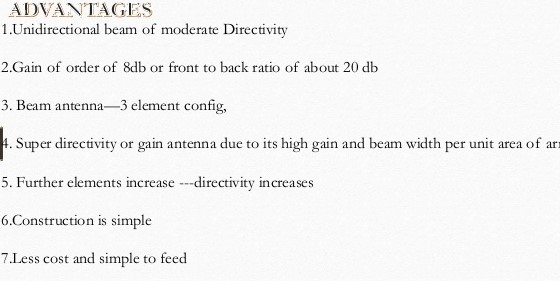 ADVANTAGES
1.Unidirectional beam of moderate Directivity
2.Gain of order of 8db or front to back ratio of about 20 db
3. Beam antenna—3 element config,
4. Super directivity or gain antenna due to its high gain and beam width per unit area of
5. Further elements increase ---directivity increases
6.Construction is simple
7.Less cost and simple to feed